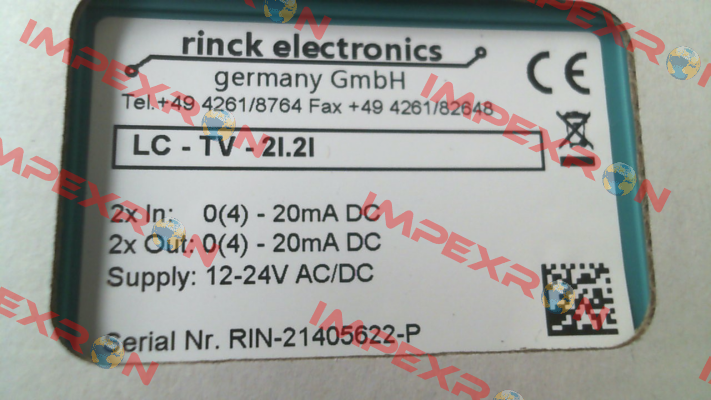 rinck electronics
germany GmbH
Tel.+49 4261/8764 Fax +49 4261/82648
CE
LC - TV - 2I.2I
2x In: 0(4) - 20mA DC
2x Out: 0(4) - 20mA DC
Supply: 12-24V AC/DC
Serial Nr. RIN-21405622-P
IMPEXRON
IMPEXRON
IMPEXRON
IMPEXRON
IMPEXRON